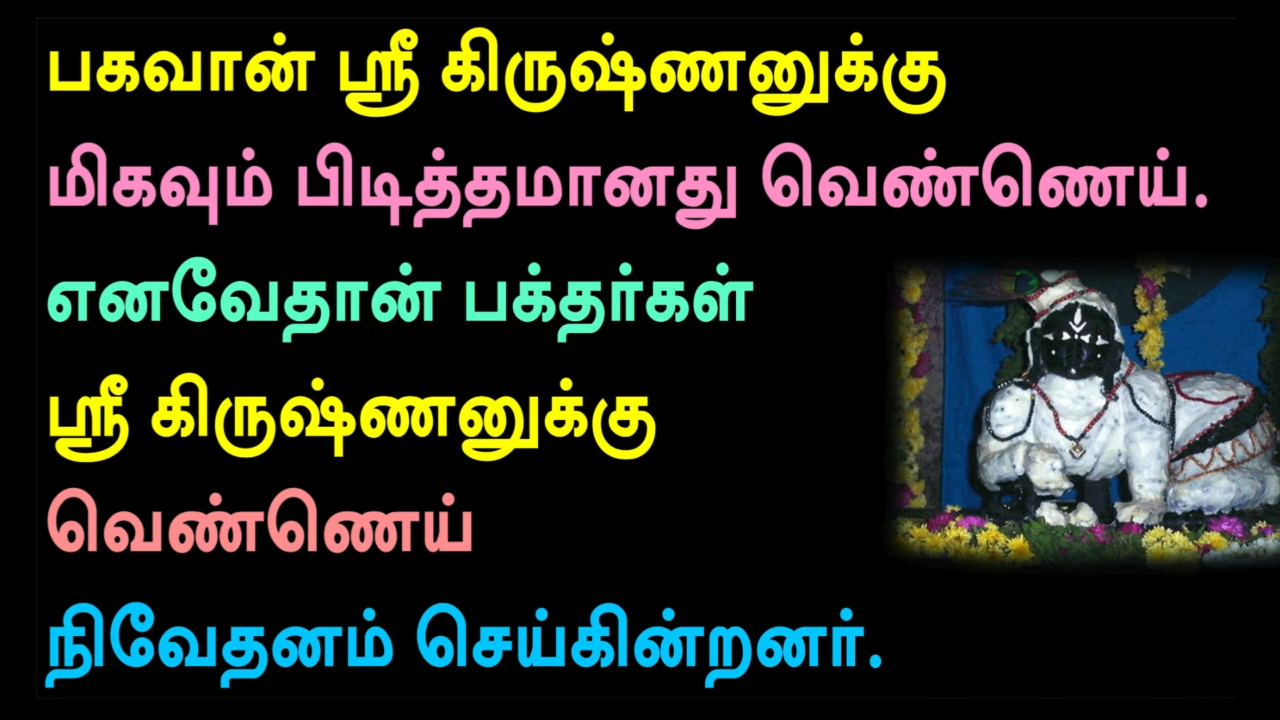 பகவான் ஸ்ரீ கிருஷ்ணனுக்கு
மிகவும் பிடித்தமானது வெண்ணெய்.
எனவேதான் பக்தர்கள்
ஸ்ரீ கிருஷ்ணனுக்கு
வெண்ணெய்
நிவேதனம் செய்கின்றனர்.